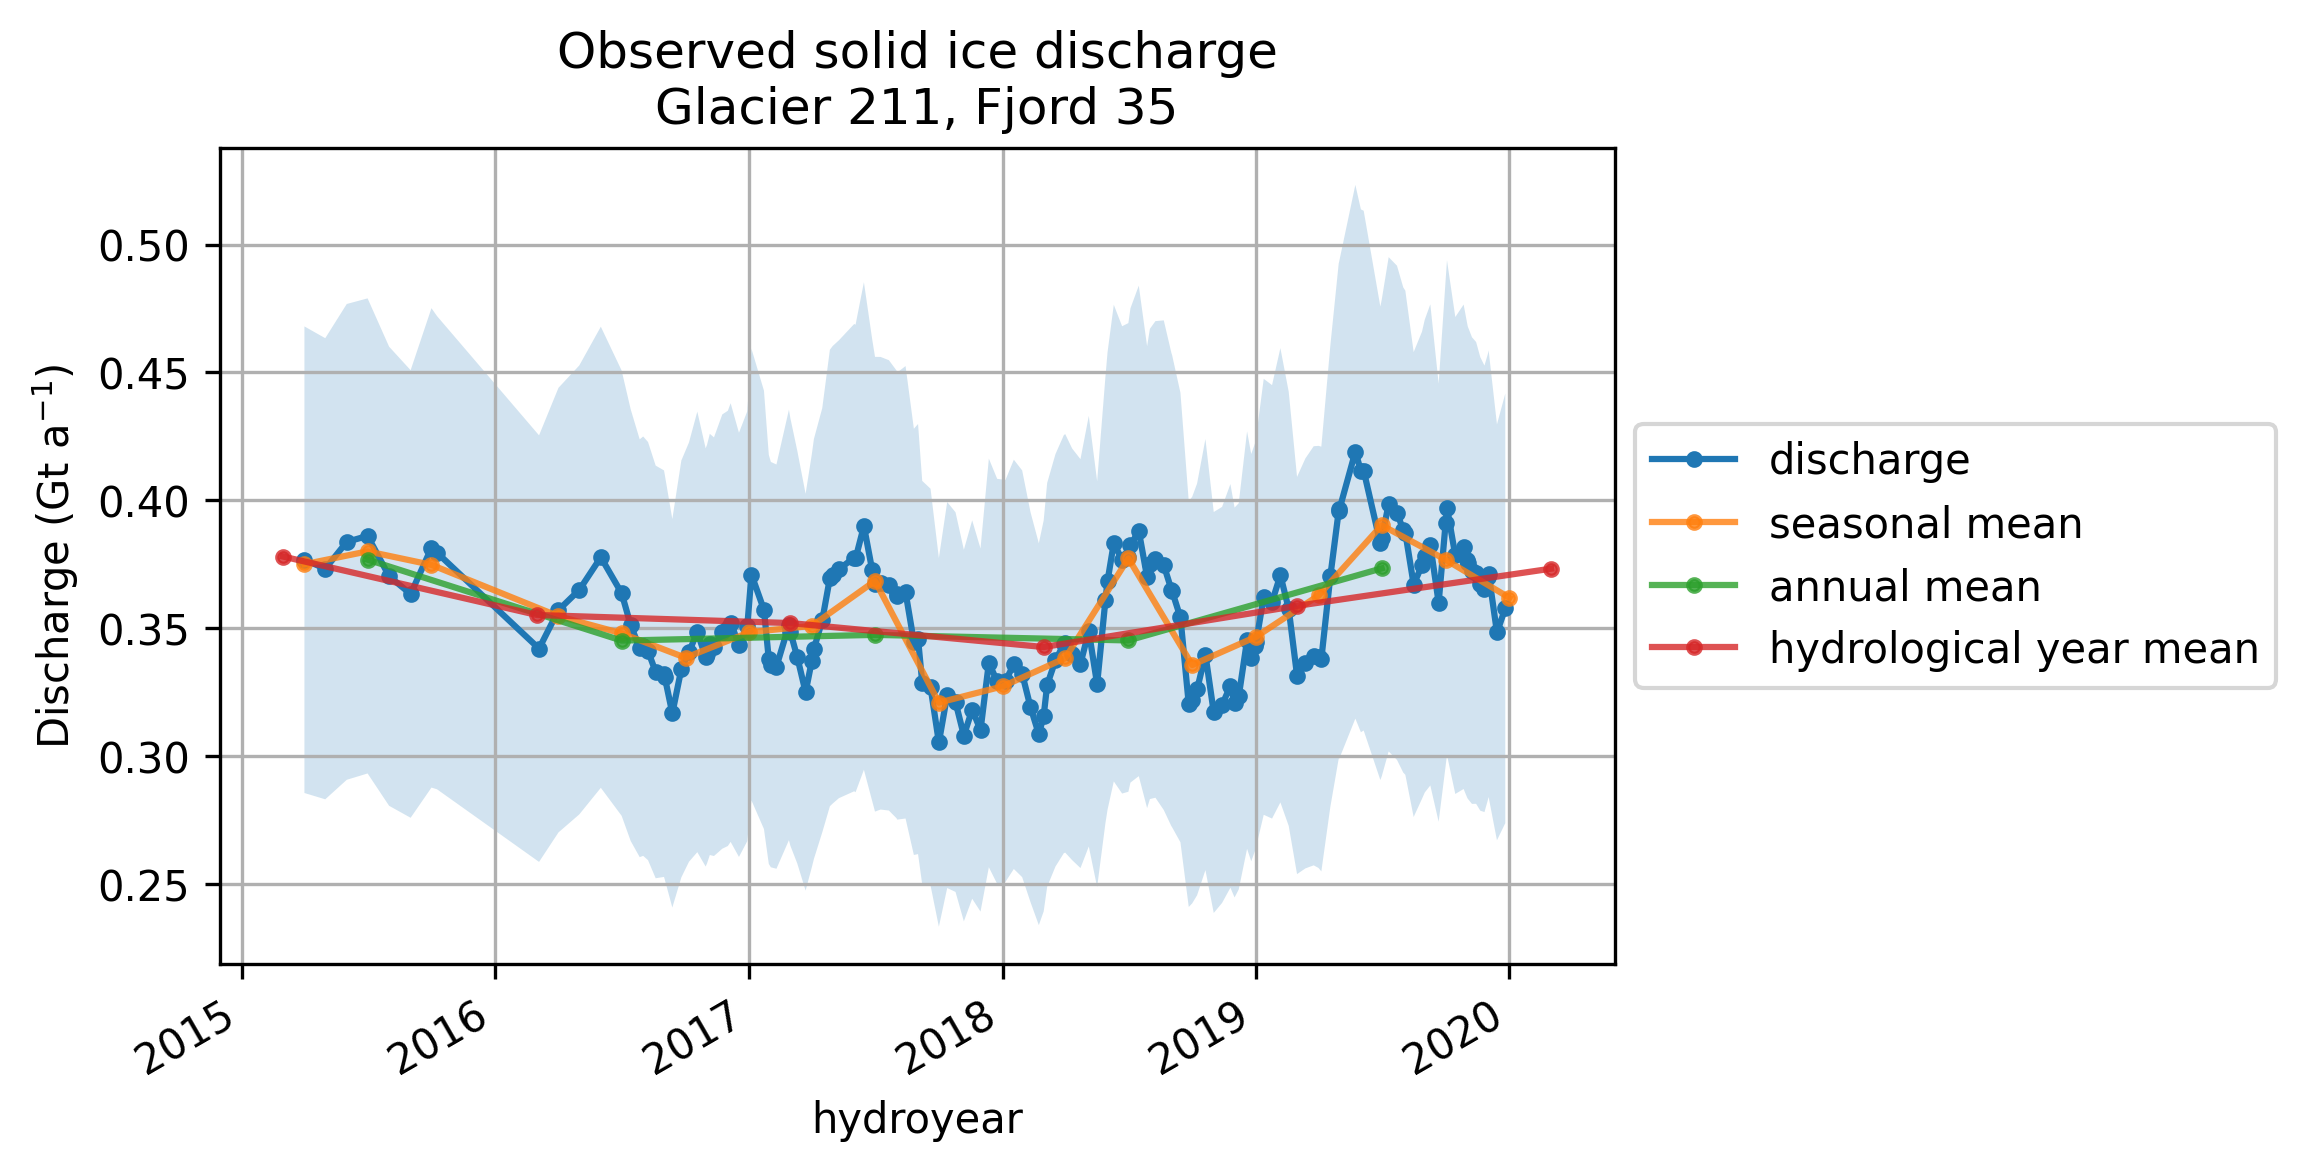 Observed solid ice discharge
Glacier 211, Fjord 35
Discharge (Gt a⁻¹)
0.50
0.45
0.40
0.35
0.30
0.25
2015
2016
2017
2018
2019
2020
hydroyear
discharge
seasonal mean
annual mean
hydrological year mean